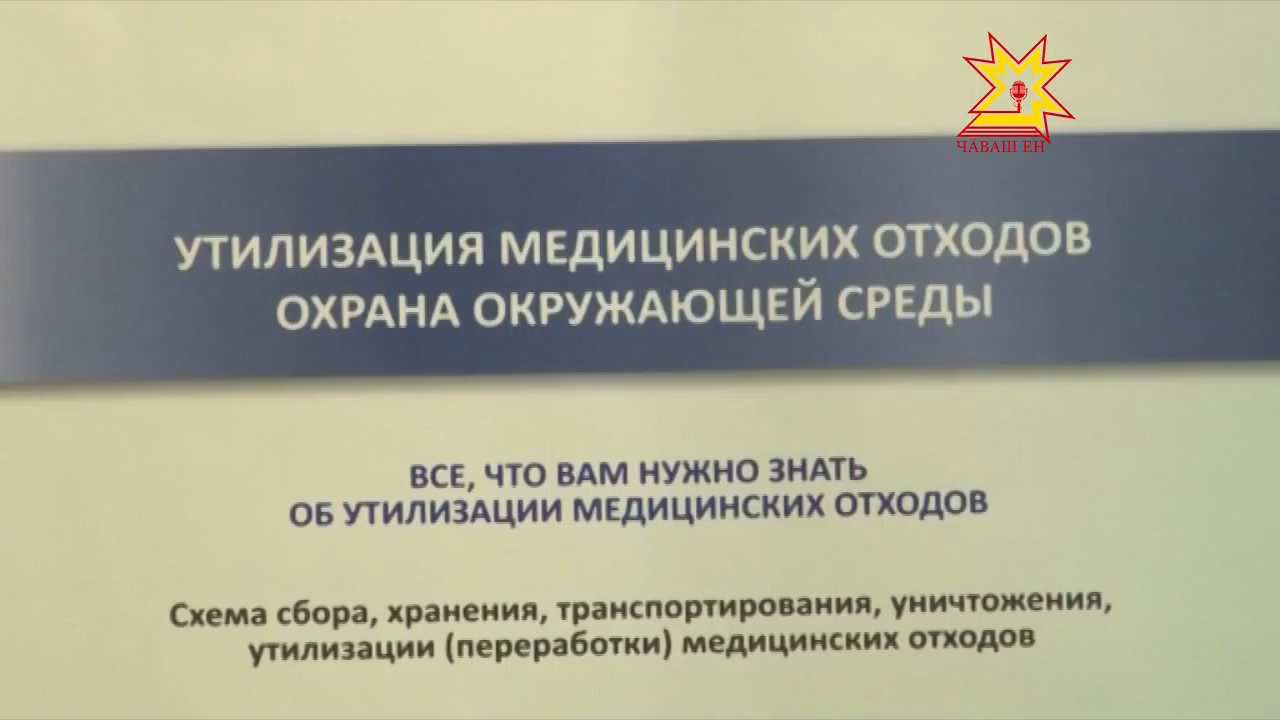 ЧӐВАШ ЕН
УТИЛИЗАЦИЯ МЕДИЦИНСКИХ ОТХОДОВ
ОХРАНА ОКРУЖАЮЩЕЙ СРЕДЫ
ВСЕ, ЧТО ВАМ НУЖНО ЗНАТЬ
ОБ УТИЛИЗАЦИИ МЕДИЦИНСКИХ ОТХОДОВ
Схема сбора, хранения, транспортирования, уничтожения,
утилизации (переработки) медицинских отходов